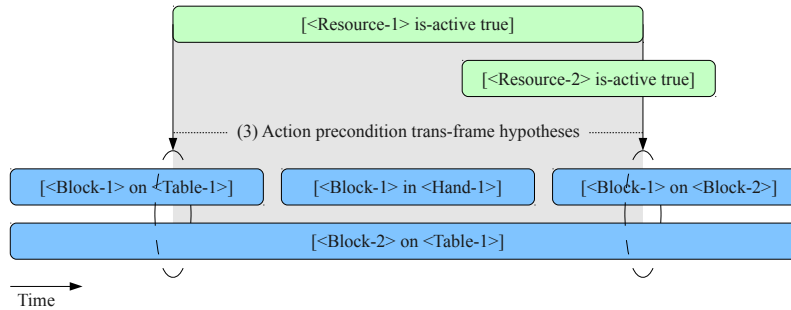 [<Resource-1> is-active true]
[<Resource-2> is-active true]
(3) Action precondition trans-frame hypotheses
[<Block-1> on <Table-1>]
[<Block-1> in <Hand-1>]
[<Block-1> on <Block-2>]
[<Block-2> on <Table-1>]
Time